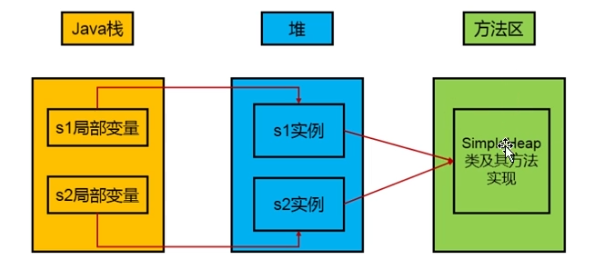 Java栈
堆
方法区
s1局部变量
s2局部变量
s1实例
s2实例
SimpleHeap
类及其方法
实现